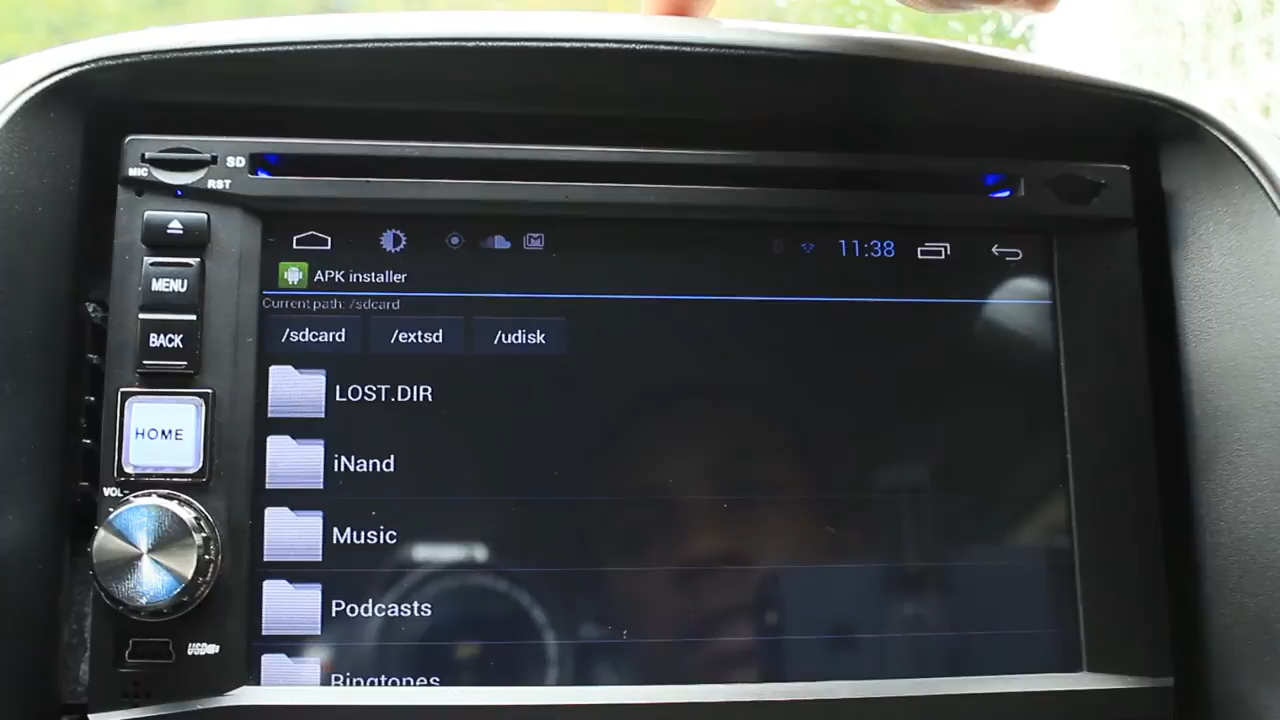 SD
MIC
RST
11:38
APK installer
Current path: /sdcard
/sdcard /extsd /udisk
MENU
BACK
HOME
VOL
LOST.DIR
iNand
Music
Podcasts
Ringtones
USB